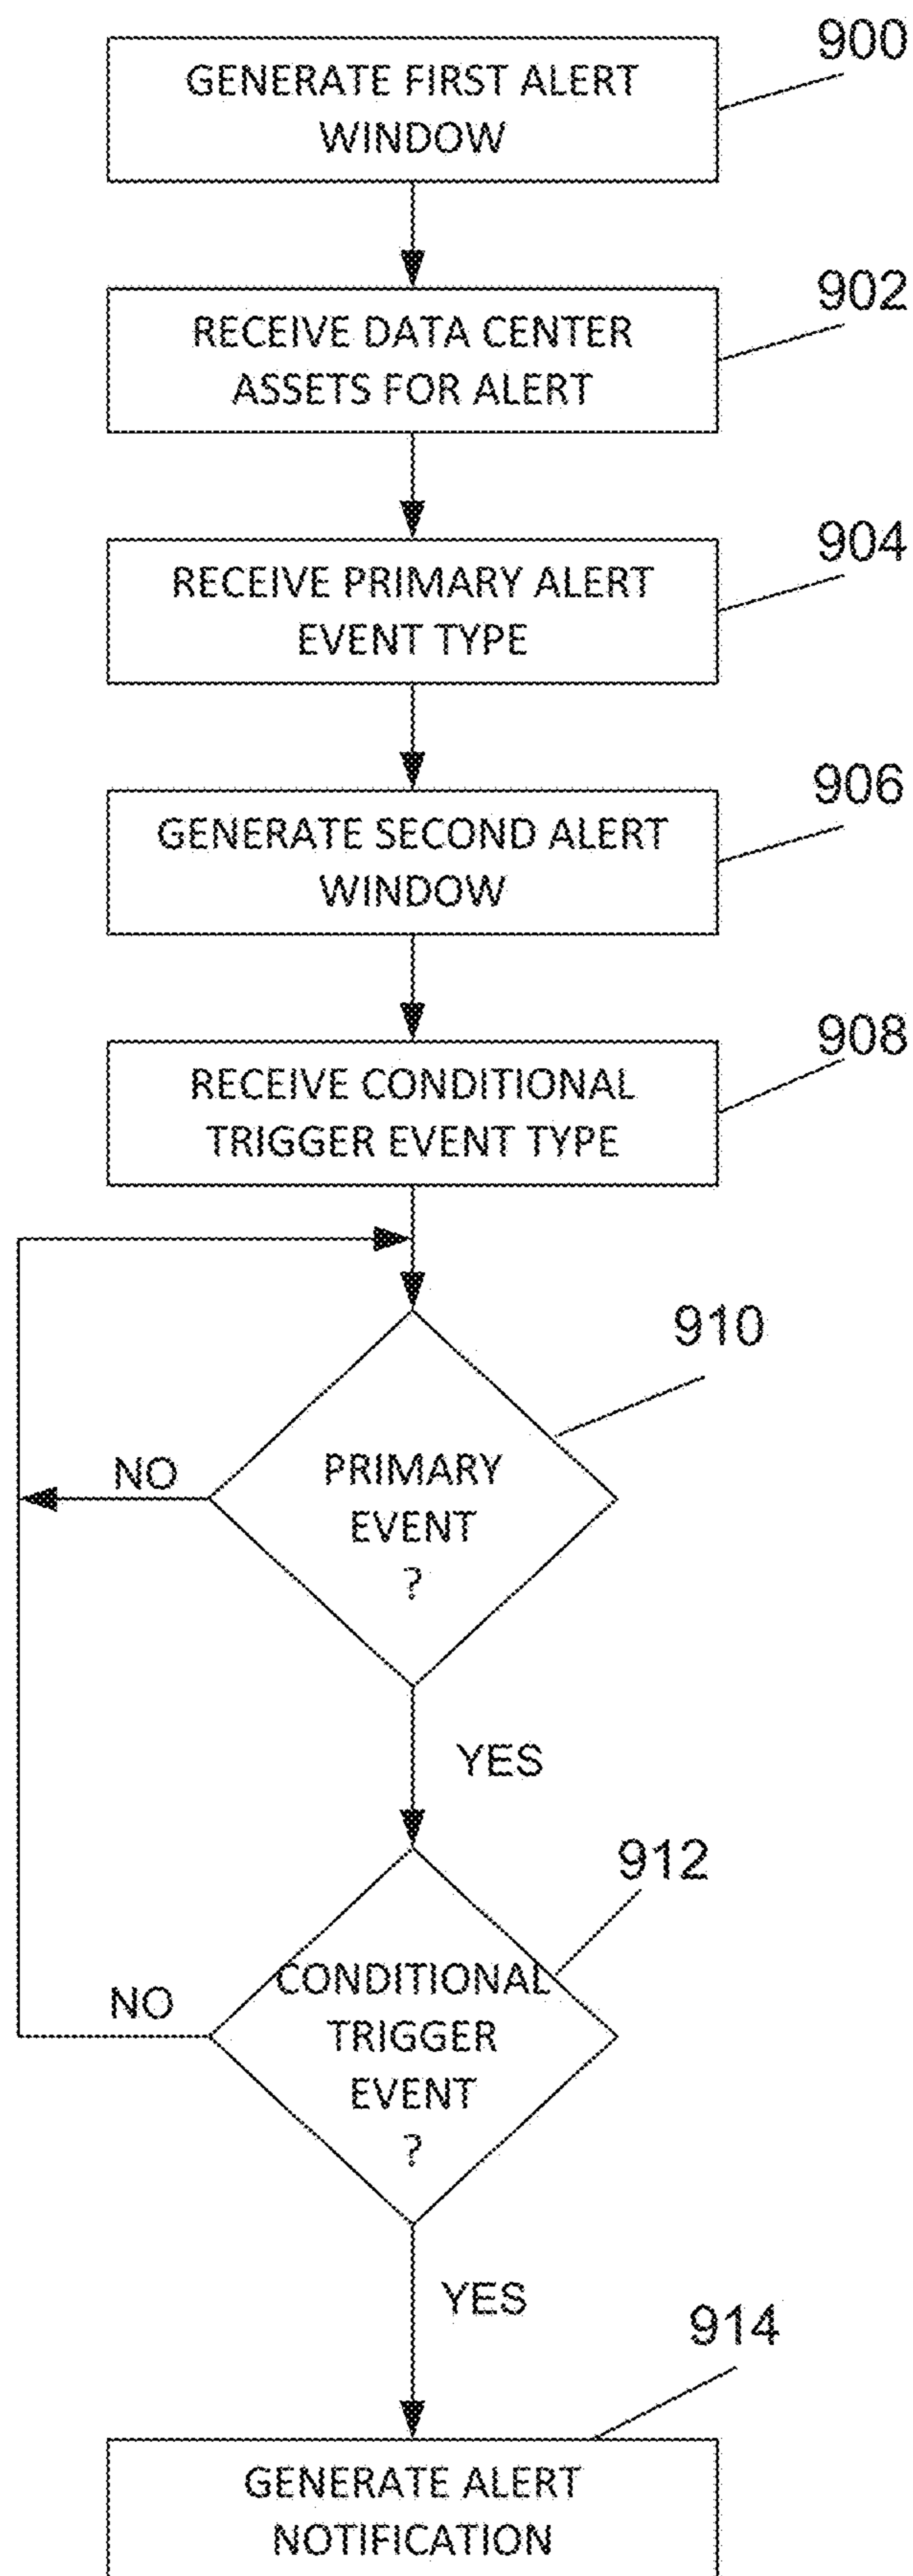 900
GENERATE FIRST ALERT
WINDOW
902
RECEIVE DATA CENTER
ASSETS FOR ALERT
904
RECEIVE PRIMARY ALERT
EVENT TYPE
906
GENERATE SECOND ALERT
WINDOW
908
RECEIVE CONDITIONAL
TRIGGER EVENT TYPE
910
NO
PRIMARY
EVENT
?
YES
912
NO
CONDITIONAL
TRIGGER
EVENT
?
YES
914
GENERATE ALERT
NOTIFICATION